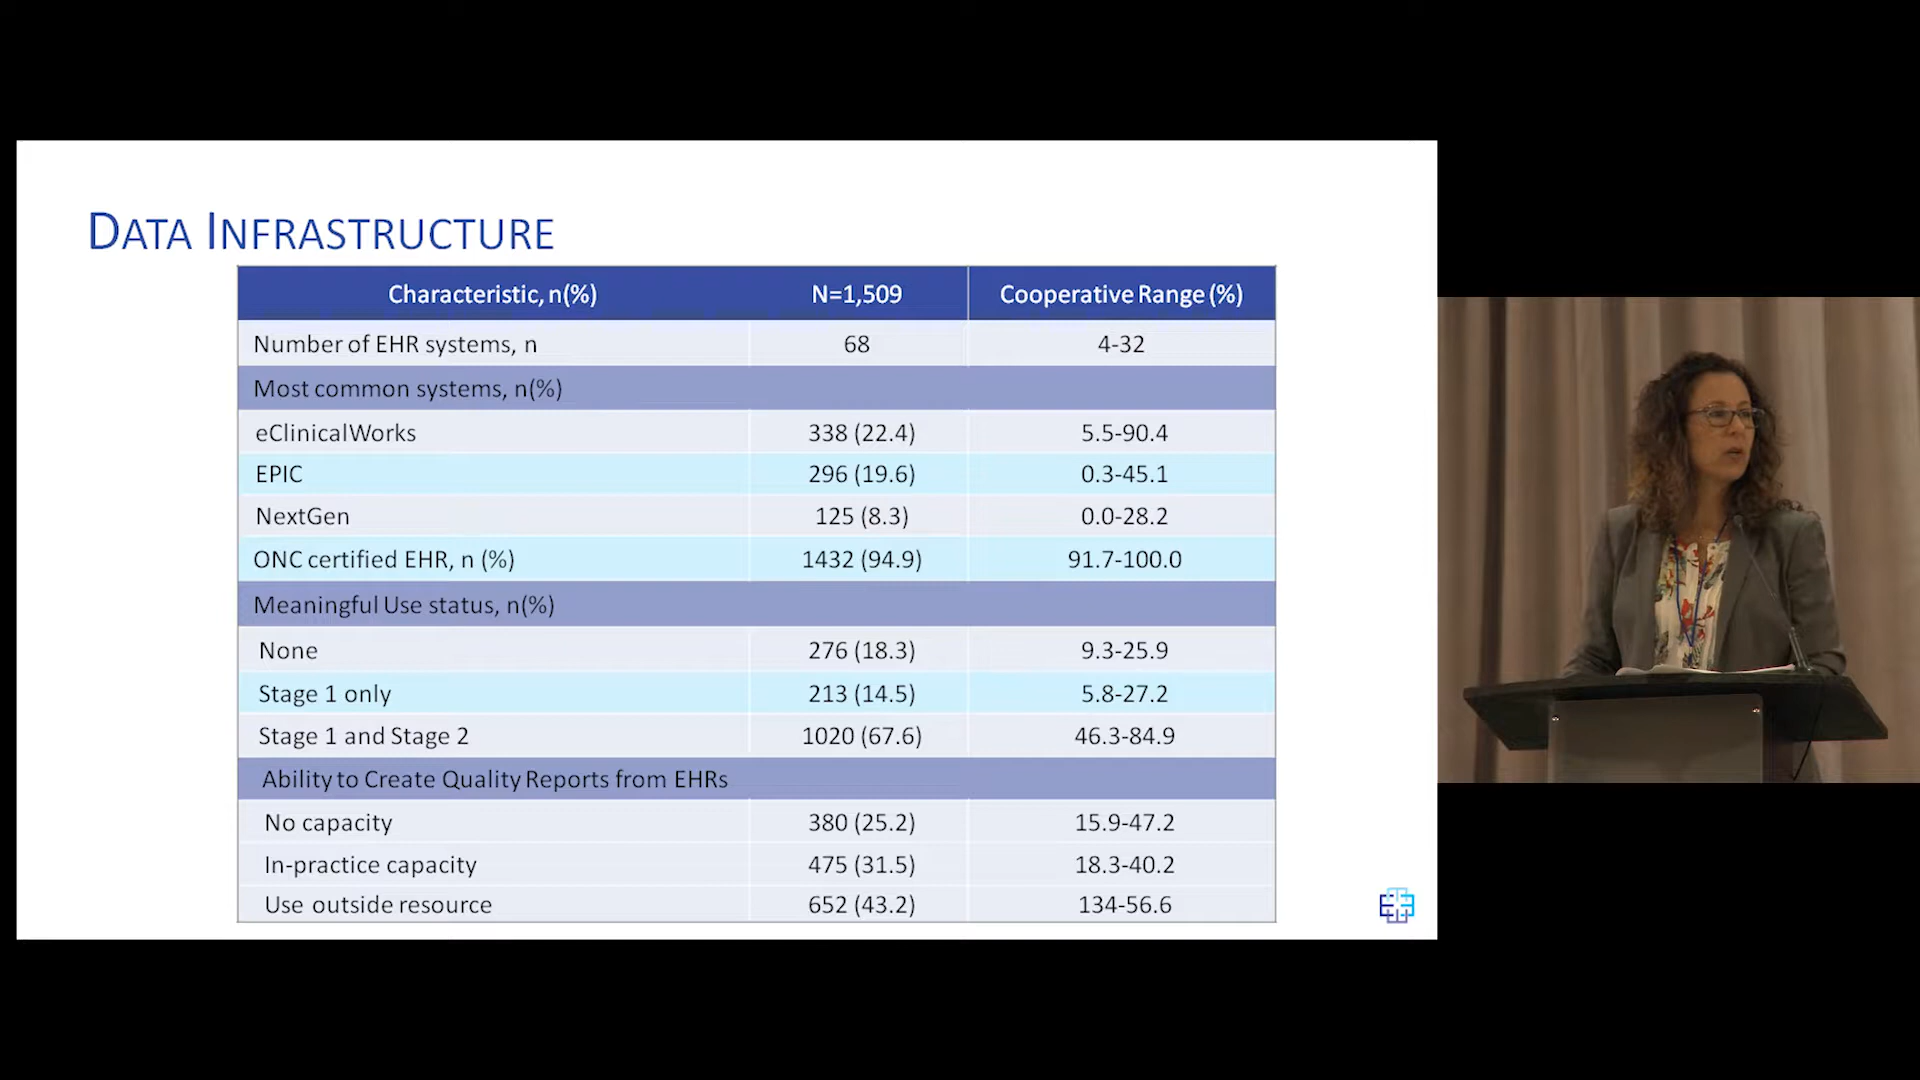 DATA INFRASTRUCTURE
Characteristic, n(%) N=1,509 Cooperative Range (%)
Number of EHR systems, n 68 4-32
Most common systems, n(%)
eClinicalWorks 338 (22.4) 5.5-90.4
EPIC 296 (19.6) 0.3-45.1
NextGen 125 (8.3) 0.0-28.2
ONC certified EHR, n (%) 1432 (94.9) 91.7-100.0
Meaningful Use status, n(%)
None 276 (18.3) 9.3-25.9
Stage 1 only 213 (14.5) 5.8-27.2
Stage 1 and Stage 2 1020 (67.6) 46.3-84.9
Ability to Create Quality Reports from EHRs
No capacity 380 (25.2) 15.9-47.2
In-practice capacity 475 (31.5) 18.3-40.2
Use outside resource 652 (43.2) 134-56.6